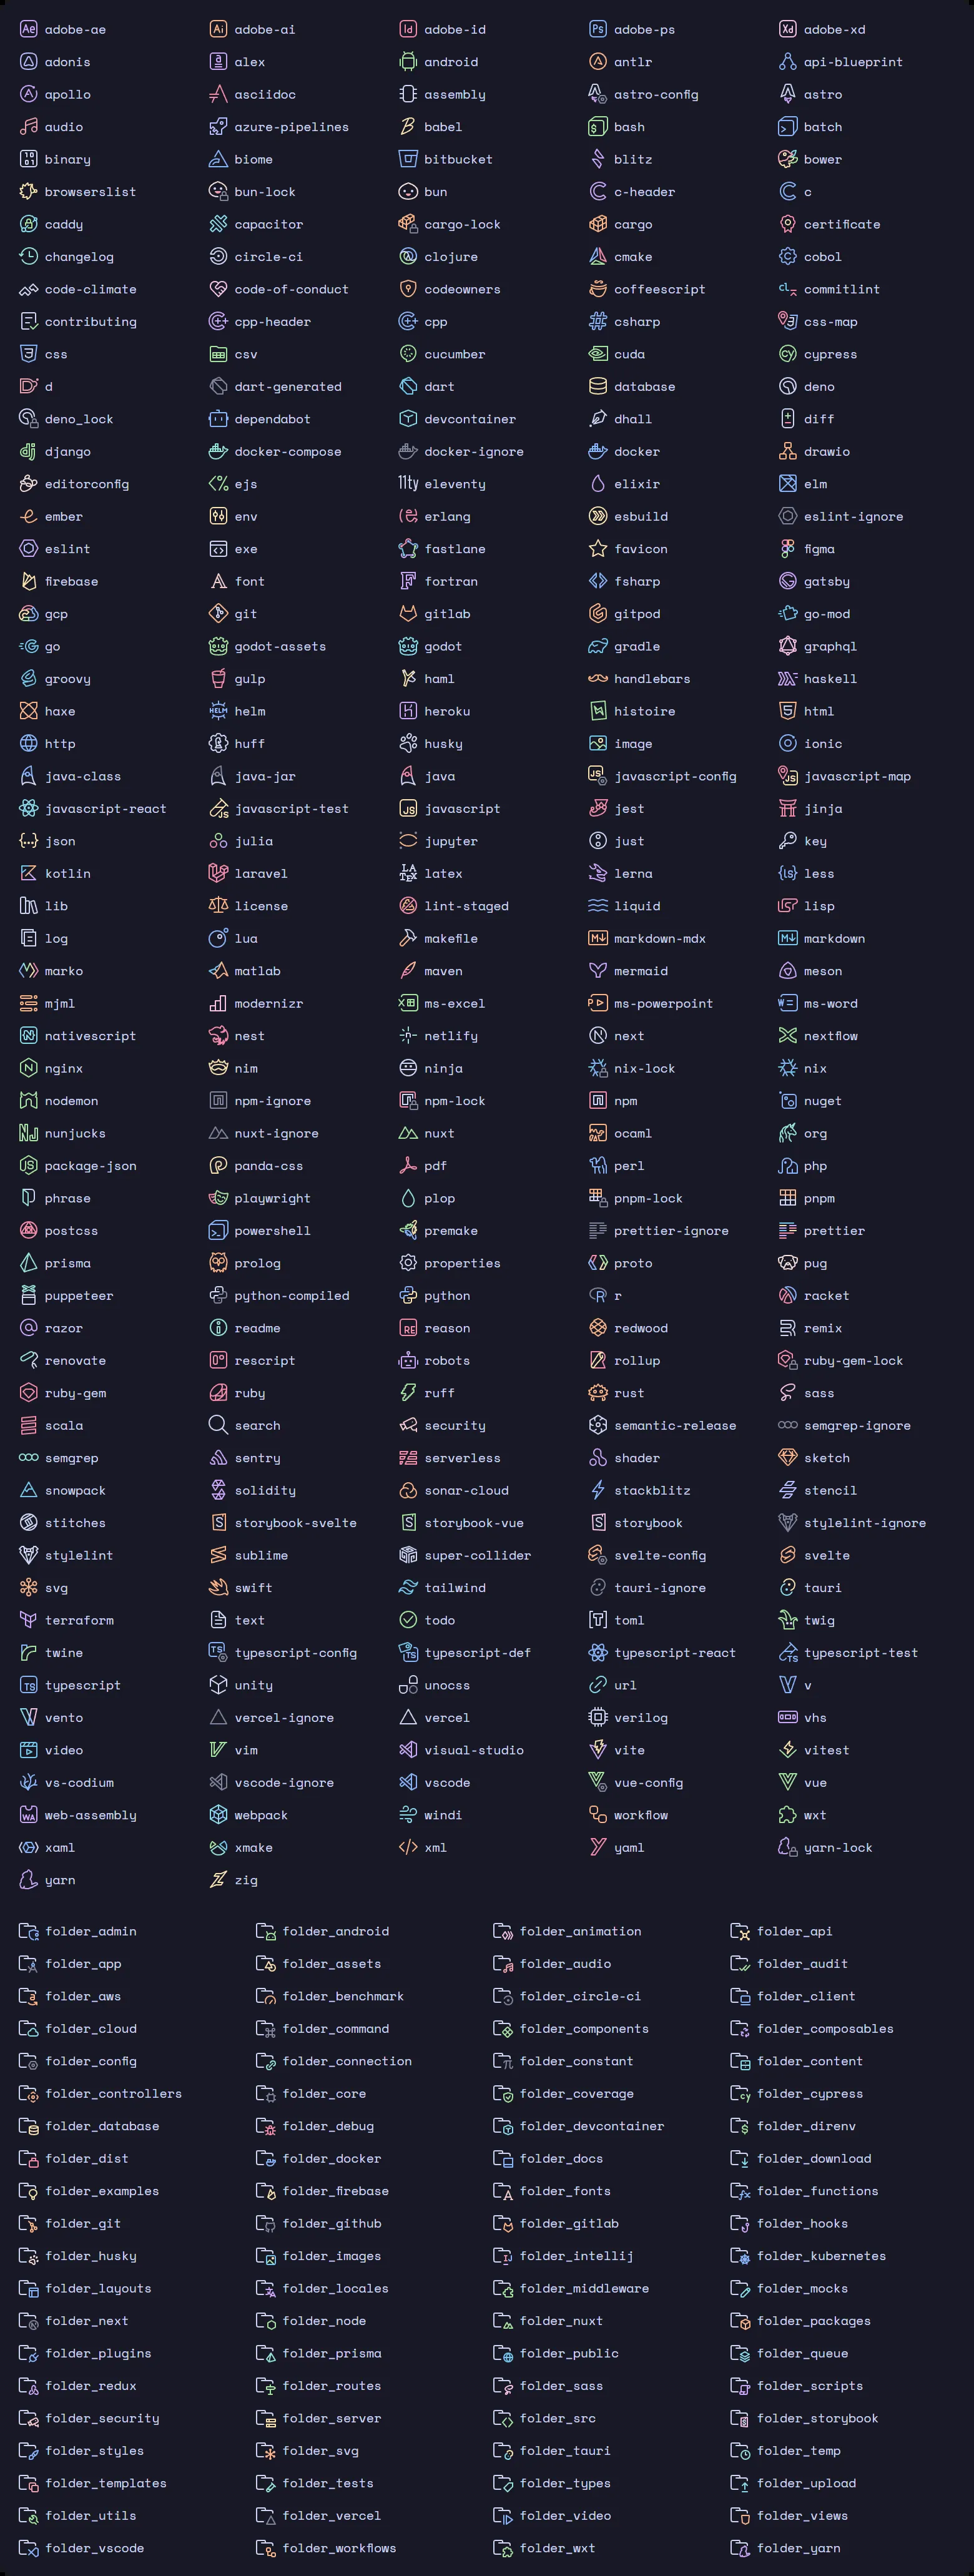 adobe-ae adobe-ai adobe-id adobe-ps adobe-xd
adonis alex android antlr api-blueprint
apollo asciidoc assembly astro-config astro
audio azure-pipelines babel bash batch
binary biome bitbucket blitz bower
browserslist bun-lock bun c-header c
caddy capacitor cargo-lock cargo certificate
changelog circle-ci clojure cmake cobol
code-climate code-of-conduct codeowners coffeescript commitlint
contributing cpp-header cpp csharp css-map
css csv cucumber cuda cypress
d dart-generated dart database deno
deno_lock dependabot devcontainer dhall diff
django docker-compose docker-ignore docker drawio
editorconfig ejs eleventy elixir elm
ember env erlang esbuild eslint-ignore
eslint exe fastlane favicon figma
firebase font fortran fsharp gatsby
gcp git gitlab gitpod go-mod
go godot-assets godot gradle graphql
groovy gulp haml handlebars haskell
haxe helm heroku histoire html
http huff husky image ionic
java-class java-jar java javascript-config javascript-map
javascript-react javascript-test javascript jest jinja
json julia jupyter just key
kotlin laravel latex lerna less
lib license lint-staged liquid lisp
log lua makefile markdown-mdx markdown
marko matlab maven mermaid meson
mjml modernizr ms-excel ms-powerpoint ms-word
nativescript nest netlify next nextflow
nginx nim ninja nix-lock nix
nodemon npm-ignore npm-lock npm nuget
nunjucks nuxt-ignore nuxt ocaml org
package-json panda-css pdf perl php
phrase playwright plop pnpm-lock pnpm
postcss powershell premake prettier-ignore prettier
prisma prolog properties proto pug
puppeteer python-compiled python r racket
razor readme reason redwood remix
renovate rescript robots rollup ruby-gem-lock
ruby-gem ruby ruff rust sass
scala search security semantic-release semgrep-ignore
semgrep sentry serverless shader sketch
snowpack solidity sonar-cloud stackblitz stencil
stitches storybook-svelte storybook-vue storybook stylelint-ignore
stylelint sublime super-collider svelte-config svelte
svg swift tailwind tauri-ignore tauri
terraform text todo toml twig
twine typescript-config typescript-def typescript-react typescript-test
typescript unity unocss url v
vento vercel-ignore vercel verilog vhs
video vim visual-studio vite vitest
vs-codium vscode-ignore vscode vue-config vue
web-assembly webpack windi workflow wxt
xaml xmake xml yaml yarn-lock
yarn zig
folder_admin folder_android folder_animation folder_api
folder_app folder_assets folder_audio folder_audit
folder_aws folder_benchmark folder_circle-ci folder_client
folder_cloud folder_command folder_components folder_composables
folder_config folder_connection folder_constant folder_content
folder_controllers folder_core folder_coverage folder_cypress
folder_database folder_debug folder_devcontainer folder_direnv
folder_dist folder_docker folder_docs folder_download
folder_examples folder_firebase folder_fonts folder_functions
folder_git folder_github folder_gitlab folder_hooks
folder_husky folder_images folder_intellij folder_kubernetes
folder_layouts folder_locales folder_middleware folder_mocks
folder_next folder_node folder_nuxt folder_packages
folder_plugins folder_prisma folder_public folder_queue
folder_redux folder_routes folder_sass folder_scripts
folder_security folder_server folder_src folder_storybook
folder_styles folder_svg folder_tauri folder_temp
folder_templates folder_tests folder_types folder_upload
folder_utils folder_vercel folder_video folder_views
folder_vscode folder_workflows folder_wxt folder_yarn